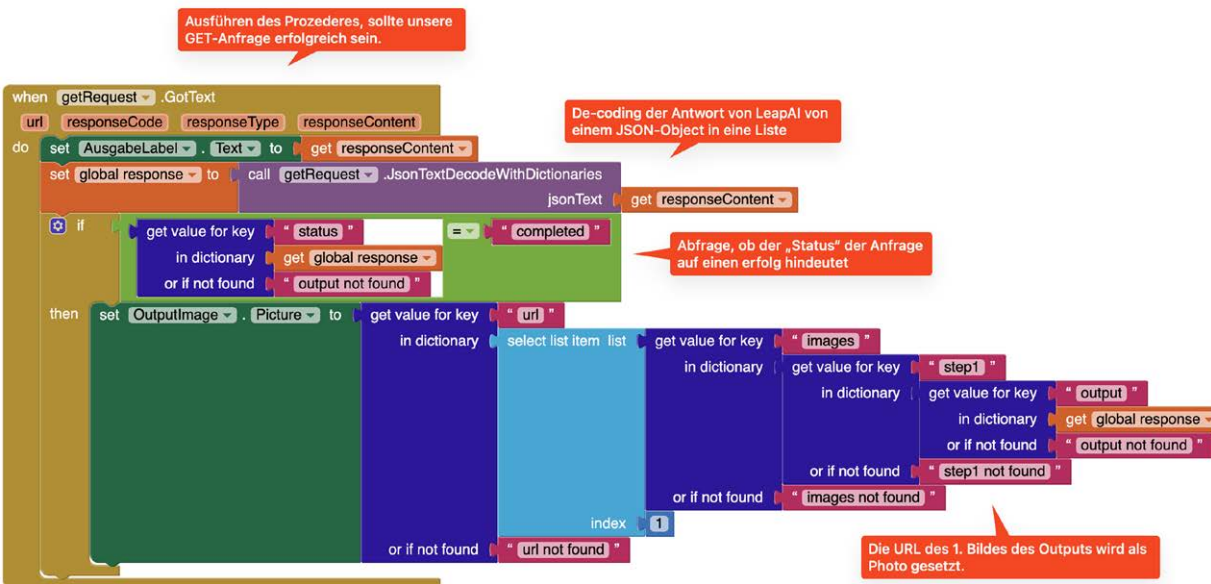 Ausführen des Prozederes, sollte unsere
GET-Anfrage erfolgreich sein.
when getRequest .GotText
url responseCode responseType responseContent
do set AusgabeLabel . Text to get responseContent
De-coding der Antwort von LeapAI von
einem JSON-Object in eine Liste
set global response to call getRequest .JsonTextDecodeWithDictionaries
jsonText get responseContent
if get value for key " status " = " completed "
in dictionary get global response
or if not found " output not found "
Abfrage, ob der „Status“ der Anfrage
auf einen erfolg hindeutet
then set OutputImage . Picture to get value for key " url "
in dictionary select list item list get value for key " images "
in dictionary get value for key " step1 "
in dictionary get value for key " output "
in dictionary get global response
or if not found " output not found "
or if not found " step1 not found "
or if not found " images not found "
index 1
or if not found " url not found "
Die URL des 1. Bildes des Outputs wird als
Photo gesetzt.